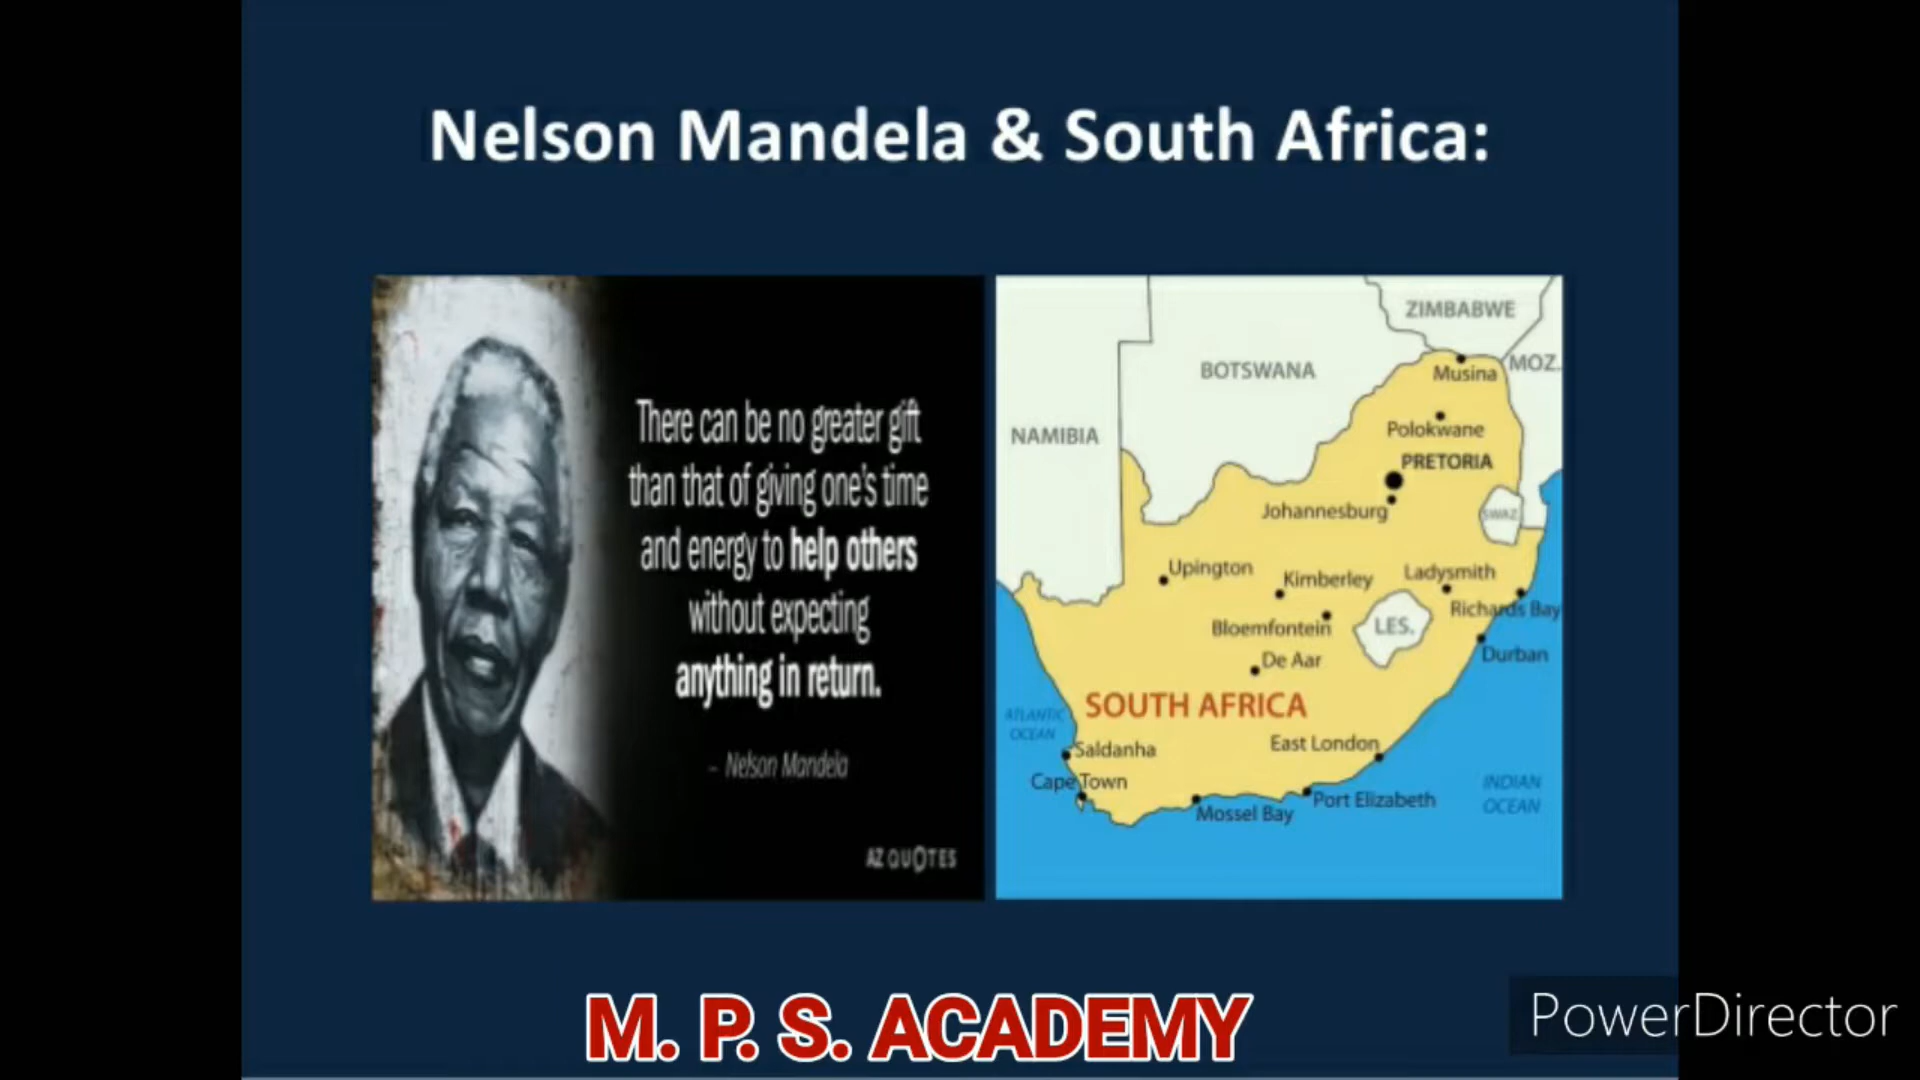 Nelson Mandela & South Africa:
There can be no greater gift
than that of giving one's time
and energy to help others
without expecting
anything in return.
– Nelson Mandela
AZ QUOTES
ZIMBABWE
MOZ.
BOTSWANA
Musina
NAMIBIA
Polokwane
PRETORIA
Johannesburg
SWAZ.
Upington
Kimberley
Ladysmith
Richards Bay
Bloemfontein
LES.
De Aar
Durban
SOUTH AFRICA
ATLANTIC
OCEAN
Saldanha
East London
Cape Town
Port Elizabeth
Mossel Bay
INDIAN
OCEAN
M. P. S. ACADEMY
PowerDirector